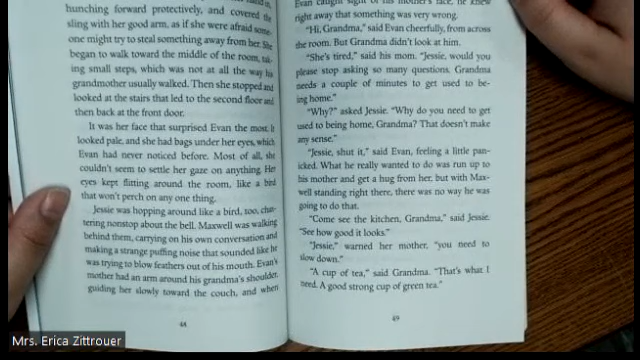 hunching forward protectively, and covered the
sling with her good arm, as if she were afraid some-
one might try to steal something away from her. She
began to walk toward the middle of the room, tak-
ing small steps, which was not at all the way his
grandmother usually walked. Then she stopped and
looked at the stairs that led to the second floor and
then back at the front door.
It was her face that surprised Evan the most. It
looked pale, and she had bags under her eyes, which
Evan had never noticed before. Most of all, she
couldn't seem to settle her gaze on anything. Her
eyes kept flitting around the room, like a bird
that won't perch on any one thing.
Jessie was hopping around like a bird, too, chat-
tering nonstop about the bell. Maxwell was walking
behind them, carrying on his own conversation and
making a strange puffing noise that sounded like he
was trying to blow feathers out of his mouth. Evan's
mother had an arm around his grandma's shoulder,
guiding her slowly toward the couch, and when
Evan caught sight of his mother's face, he knew
right away that something was very wrong.
"Hi, Grandma," said Evan cheerfully, from across
the room. But Grandma didn't look at him.
"She's tired," said his mom. "Jessie, would you
please stop asking so many questions. Grandma
needs a couple of minutes to get used to be-
ing home."
"Why?" asked Jessie. "Why do you need to get
used to being home, Grandma? That doesn't make
any sense."
"Jessie, shut it," said Evan, feeling a little pan-
icked. What he really wanted to do was run up to
his mother and get a hug from her, but with Max-
well standing right there, there was no way he was
going to do that.
"Come see the kitchen, Grandma," said Jessie.
"See how good it looks."
"Jessie," warned her mother, "you need to
slow down."
"A cup of tea," said Grandma. "That's what I
need. A good strong cup of green tea."
Mrs. Erica Zittrouer